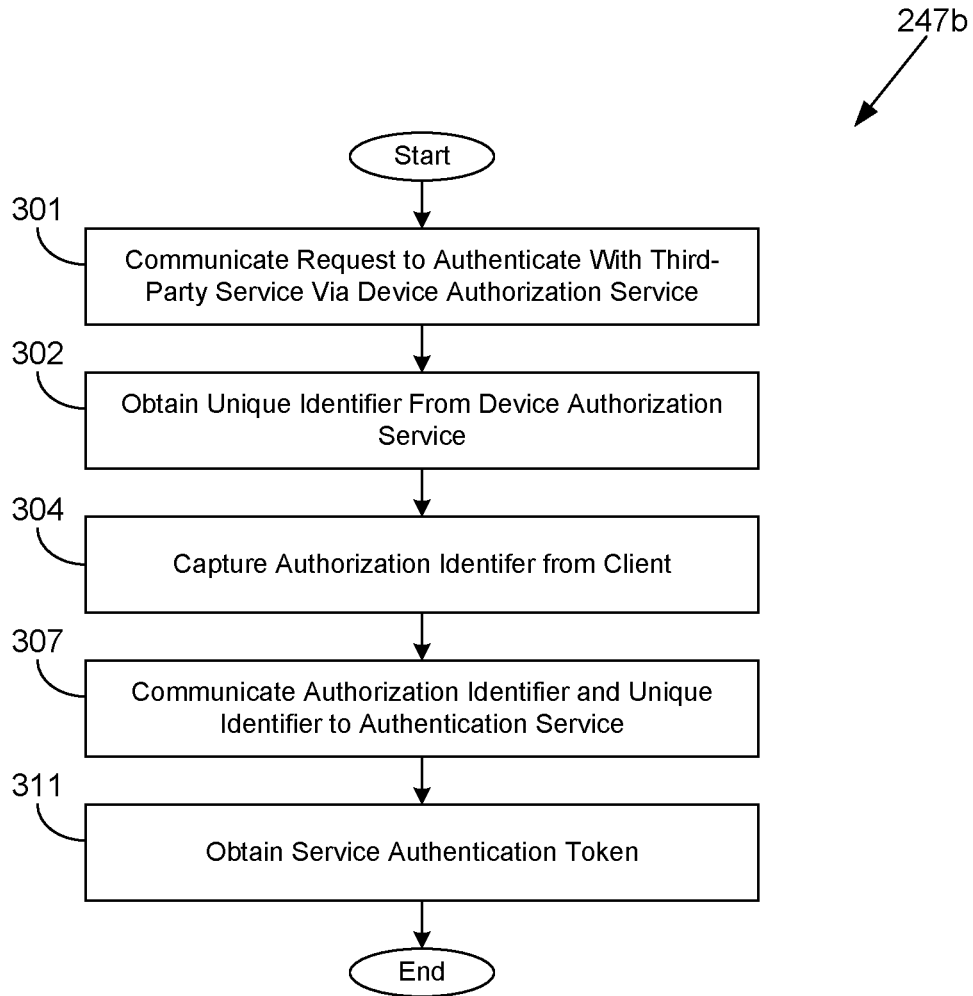 247b
Start
301
Communicate Request to Authenticate With Third-
Party Service Via Device Authorization Service
302
Obtain Unique Identifier From Device Authorization
Service
304
Capture Authorization Identifer from Client
307
Communicate Authorization Identifier and Unique
Identifier to Authentication Service
311
Obtain Service Authentication Token
End